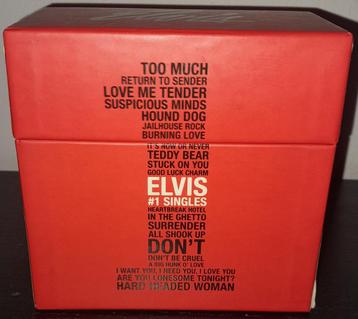 TOO MUCH
RETURN TO SENDER
LOVE ME TENDER
SUSPICIOUS MINDS
HOUND DOG
JAILHOUSE ROCK
BURNING LOVE
IT'S NOW OR NEVER
TEDDY BEAR
STUCK ON YOU
GOOD LUCK CHARM
ELVIS
#1 SINGLES
HEARTBREAK HOTEL
IN THE GHETTO
SURRENDER
ALL SHOOK UP
DON'T
DON'T BE CRUEL
A BIG HUNK O' LOVE
I WANT YOU, I NEED YOU, I LOVE YOU
ARE YOU LONESOME TONIGHT?
HARD HEADED WOMAN